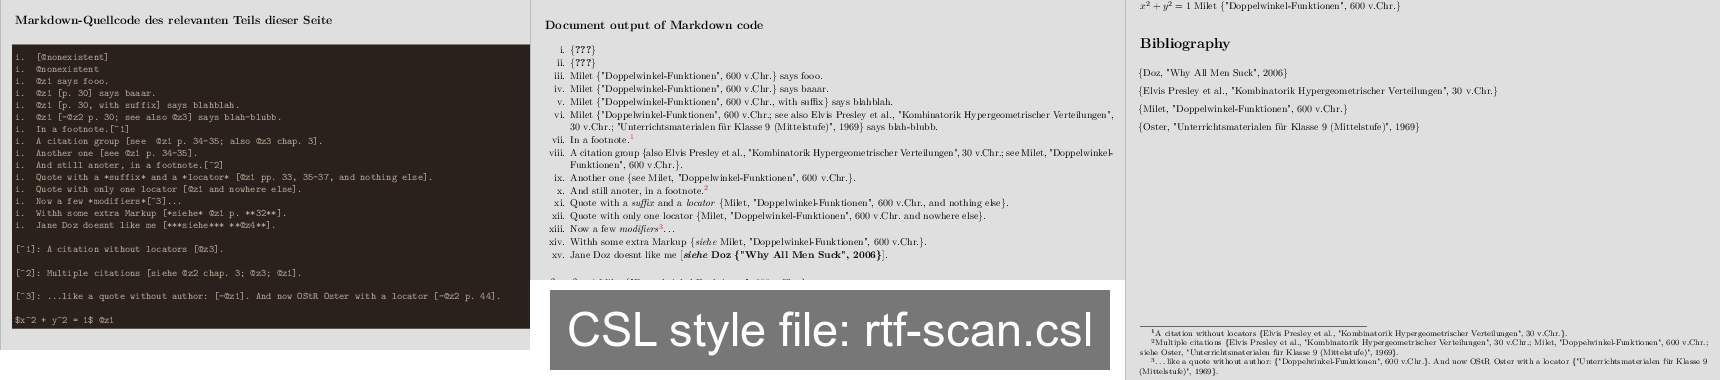 Markdown-Quellcode des relevanten Teils dieser Seite
i. [@nonexistent]
i. @nonexistent
i. @z1 says fooo.
i. @z1 [p. 30] says baaar.
i. @z1 [p. 30, with suffix] says blahblah.
i. @z1 [-@z2 p. 30; see also @z3] says blah-blubb.
i. In a footnote.[^1]
i. A citation group [see @z1 p. 34-35; also @z3 chap. 3].
i. Another one [see @z1 p. 34-35].
i. And still anoter, in a footnote.[^2]
i. Quote with a *suffix* and a *locator* [@z1 pp. 33, 35-37, and nothing else].
i. Quote with only one locator [@z1 and nowhere else].
i. Now a few *modifiers*[^3]...
i. Withh some extra Markup [*siehe* @z1 p. **32**].
i. Jane Doz doesnt like me [***siehe*** **@z4**].
[^1]: A citation without locators [@z3].
[^2]: Multiple citations [siehe @z2 chap. 3; @z3; @z1].
[^3]: ...like a quote without author: [-@z1]. And now OStR Oster with a locator [-@z2 p. 44].
$x^2 + y^2 = 1$ @z1
Document output of Markdown code
i. {???}
ii. {???}
iii. Milet {"Doppelwinkel-Funktionen", 600 v.Chr.} says fooo.
iv. Milet {"Doppelwinkel-Funktionen", 600 v.Chr.} says baaar.
v. Milet {"Doppelwinkel-Funktionen", 600 v.Chr., with suffix} says blahblah.
vi. Milet {"Doppelwinkel-Funktionen", 600 v.Chr.; see also Elvis Presley et al., "Kombinatorik Hypergeometrischer Verteilungen",
30 v.Chr.; "Unterrichtsmaterialen für Klasse 9 (Mittelstufe)", 1969} says blah-blubb.
vii. In a footnote.1
viii. A citation group {also Elvis Presley et al., "Kombinatorik Hypergeometrischer Verteilungen", 30 v.Chr.; see Milet, "Doppelwinkel-
Funktionen", 600 v.Chr.}.
ix. Another one {see Milet, "Doppelwinkel-Funktionen", 600 v.Chr.}.
x. And still anoter, in a footnote.2
xi. Quote with a suffix and a locator {Milet, "Doppelwinkel-Funktionen", 600 v.Chr., and nothing else}.
xii. Quote with only one locator {Milet, "Doppelwinkel-Funktionen", 600 v.Chr. and nowhere else}.
xiii. Now a few modifiers3...
xiv. Withh some extra Markup {siehe Milet, "Doppelwinkel-Funktionen", 600 v.Chr.}.
xv. Jane Doz doesnt like me [siehe Doz {"Why All Men Suck", 2006}].
CSL style file: rtf-scan.csl
x² + y² = 1 Milet {"Doppelwinkel-Funktionen", 600 v.Chr.}
Bibliography
{Doz, "Why All Men Suck", 2006}
{Elvis Presley et al., "Kombinatorik Hypergeometrischer Verteilungen", 30 v.Chr.}
{Milet, "Doppelwinkel-Funktionen", 600 v.Chr.}
{Oster, "Unterrichtsmaterialen für Klasse 9 (Mittelstufe)", 1969}
1A citation without locators {Elvis Presley et al., "Kombinatorik Hypergeometrischer Verteilungen", 30 v.Chr.}.
2Multiple citations {Elvis Presley et al., "Kombinatorik Hypergeometrischer Verteilungen", 30 v.Chr.; Milet, "Doppelwinkel-Funktionen", 600 v.Chr.;
siehe Oster, "Unterrichtsmaterialen für Klasse 9 (Mittelstufe)", 1969}.
3...like a quote without author: {"Doppelwinkel-Funktionen", 600 v.Chr.}. And now OStR Oster with a locator {"Unterrichtsmaterialen für Klasse 9
(Mittelstufe)", 1969}.